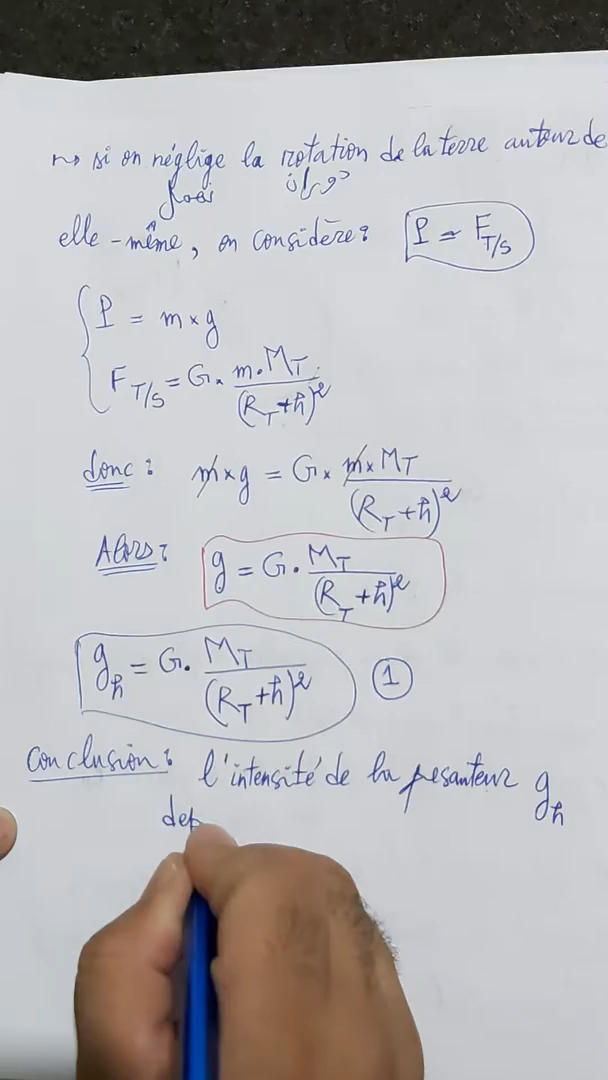 ~> si on néglige la rotation de la terre autour de
elle-même, on considère : P = F_T/S
P = m × g
F_T/S = G × m.M_T / (R_T+h)²
donc : m × g = G × m × M_T / (R_T+h)²
Alors : g = G . M_T / (R_T+h)²
g_h = G . M_T / (R_T+h)² 1
Conclusion : l'intensité de la pesanteur g_h
dep